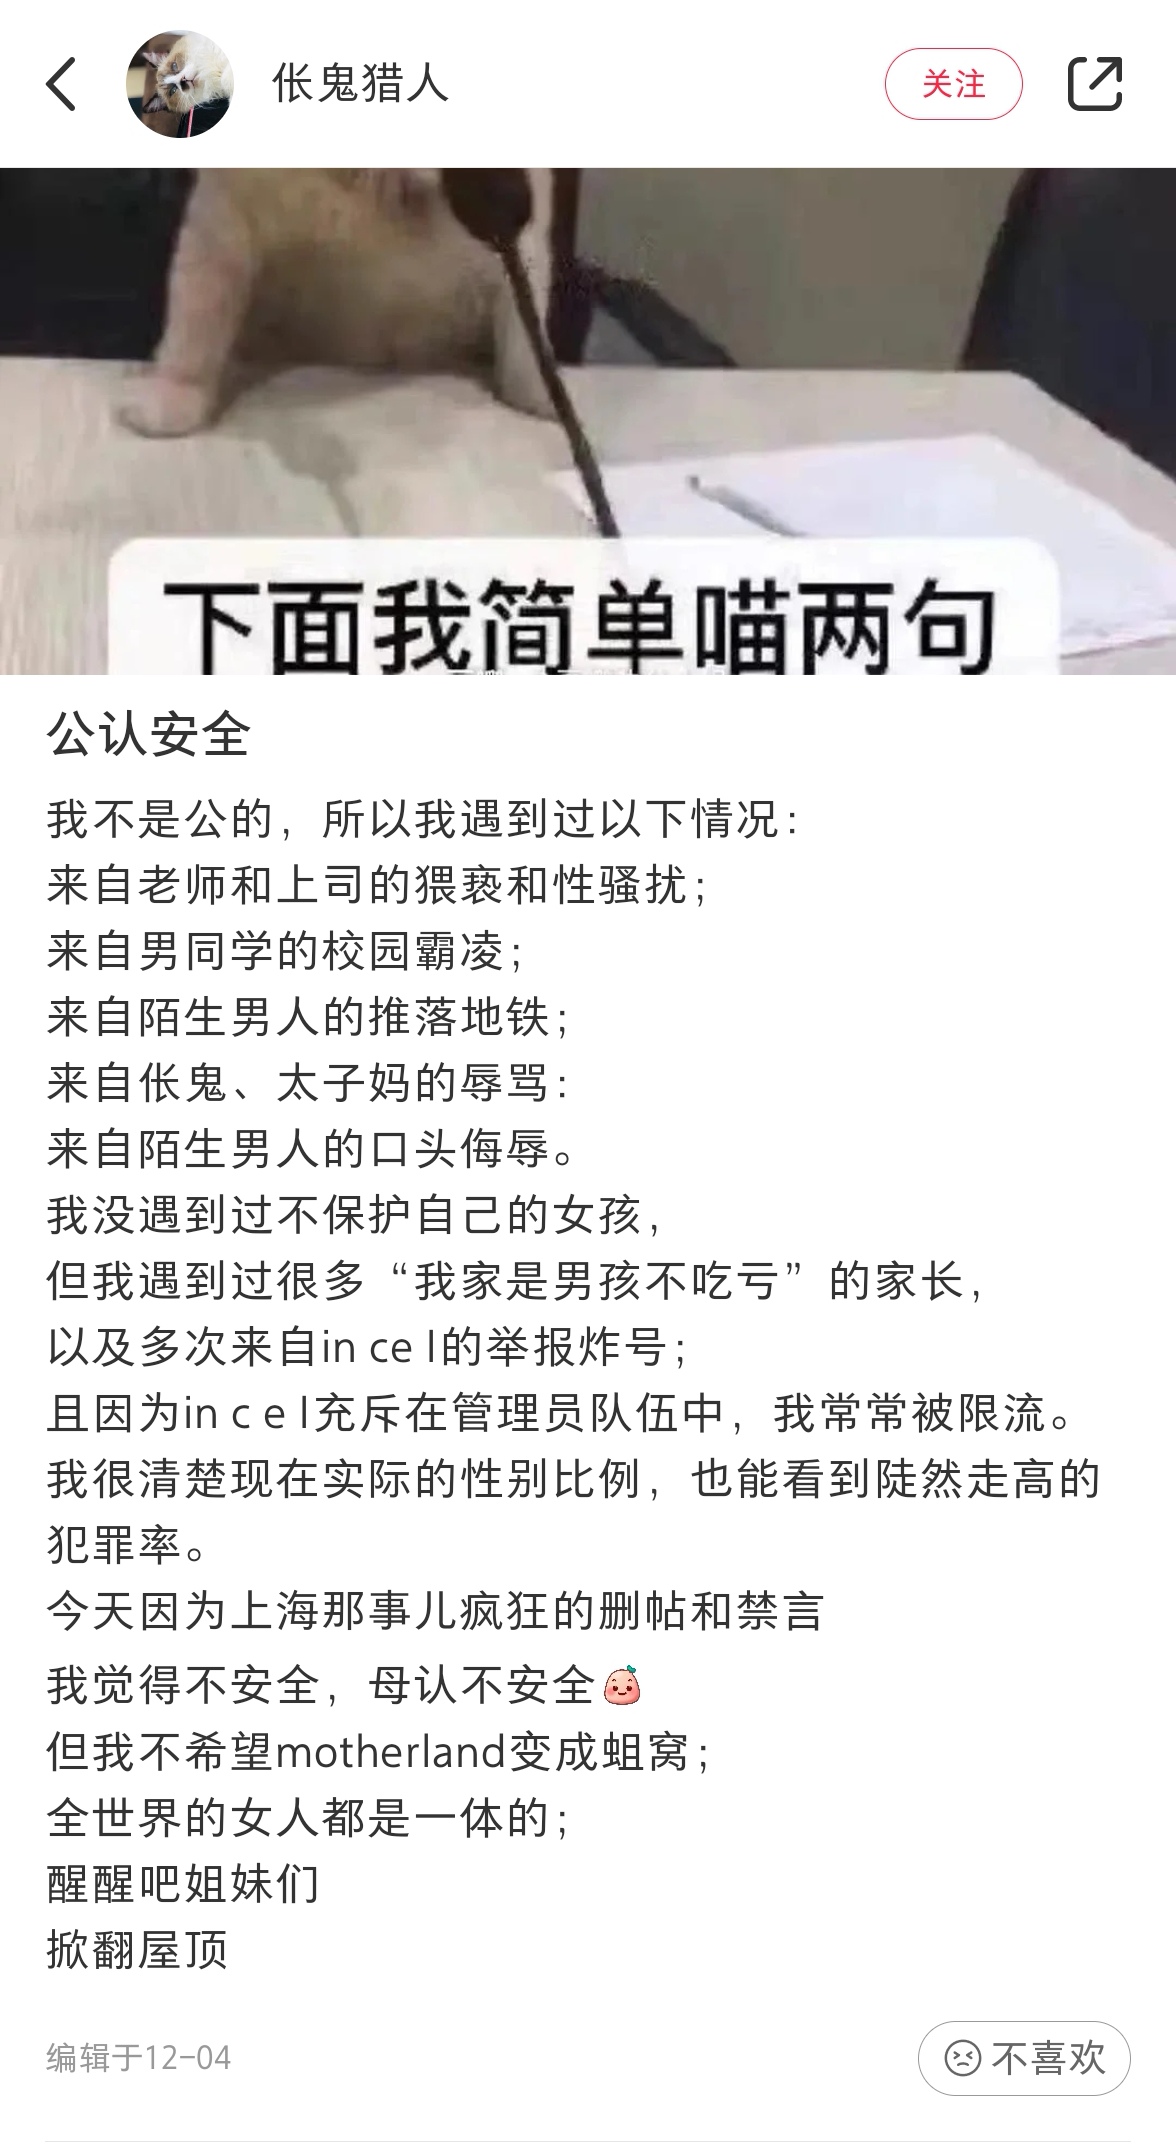 伥鬼猎人
关注
下面我简单喵两句
公认安全
我不是公的，所以我遇到过以下情况：
来自老师和上司的猥亵和性骚扰；
来自男同学的校园霸凌；
来自陌生男人的推落地铁；
来自伥鬼、太子妈的辱骂：
来自陌生男人的口头侮辱。
我没遇到过不保护自己的女孩，
但我遇到过很多“我家是男孩不吃亏”的家长，
以及多次来自in ce l的举报炸号；
且因为in c e l充斥在管理员队伍中，我常常被限流。
我很清楚现在实际的性别比例，也能看到陡然走高的
犯罪率。
今天因为上海那事儿疯狂的删帖和禁言
我觉得不安全，母认不安全
但我不希望motherland变成蛆窝；
全世界的女人都是一体的；
醒醒吧姐妹们
掀翻屋顶
编辑于12-04
不喜欢